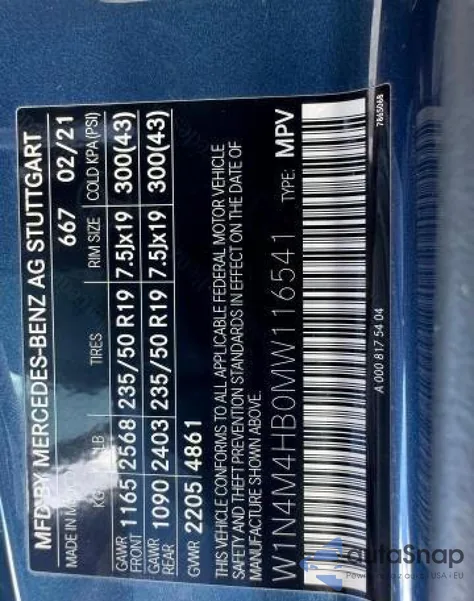 MFD. BY MERCEDES-BENZ AG STUTTGART
MADE IN 667 02/21
KG LB TIRES RIM SIZE COLD KPA (PSI)
GAWR FRONT 1165 2568 235/50 R19 7.5Jx19 300(43)
GAWR REAR 1090 2403 235/50 R19 7.5Jx19 300(43)
GVWR 2205 4861
THIS VEHICLE CONFORMS TO ALL APPLICABLE FEDERAL MOTOR VEHICLE
SAFETY AND THEFT PREVENTION STANDARDS IN EFFECT ON THE DATE OF
MANUFACTURE SHOWN ABOVE.
W1N4M4HB0MW116541 TYPE: MPV
A 000 817 54 04
7865068
autoSnap